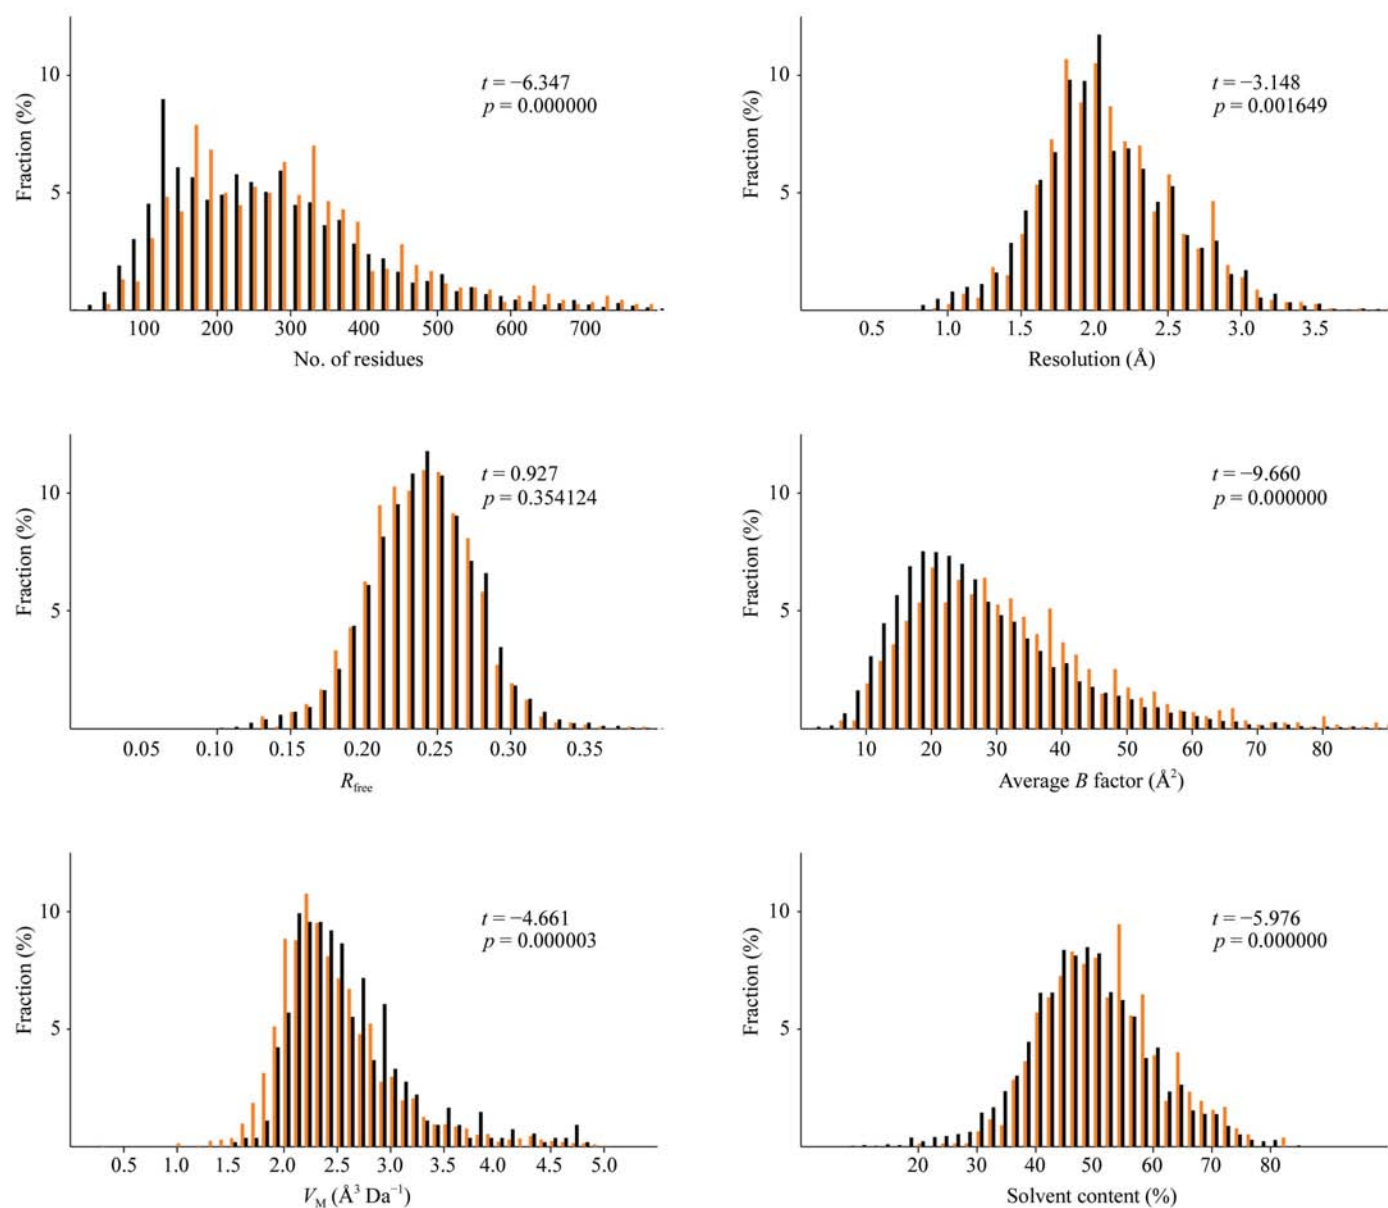 Fraction (%)
10
5
t = −6.347
p = 0.000000
100 200 300 400 500 600 700
No. of residues
Fraction (%)
10
5
t = −3.148
p = 0.001649
0.5 1.0 1.5 2.0 2.5 3.0 3.5
Resolution (Å)
Fraction (%)
10
5
t = 0.927
p = 0.354124
0.05 0.10 0.15 0.20 0.25 0.30 0.35
R_free
Fraction (%)
10
5
t = −9.660
p = 0.000000
10 20 30 40 50 60 70 80
Average B factor (Å²)
Fraction (%)
10
5
t = −4.661
p = 0.000003
0.5 1.0 1.5 2.0 2.5 3.0 3.5 4.0 4.5 5.0
V_M (Å³ Da⁻¹)
Fraction (%)
10
5
t = −5.976
p = 0.000000
20 30 40 50 60 70 80
Solvent content (%)